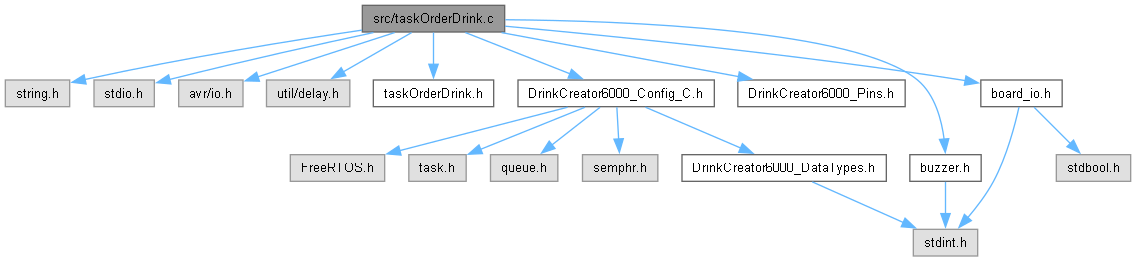 src/taskOrderDrink.c
string.h
stdio.h
avr/io.h
util/delay.h
taskOrderDrink.h
DrinkCreator6000_Config_C.h
DrinkCreator6000_Pins.h
board_io.h
FreeRTOS.h
task.h
queue.h
semphr.h
DrinkCreator6000_DataTypes.h
buzzer.h
stdbool.h
stdint.h